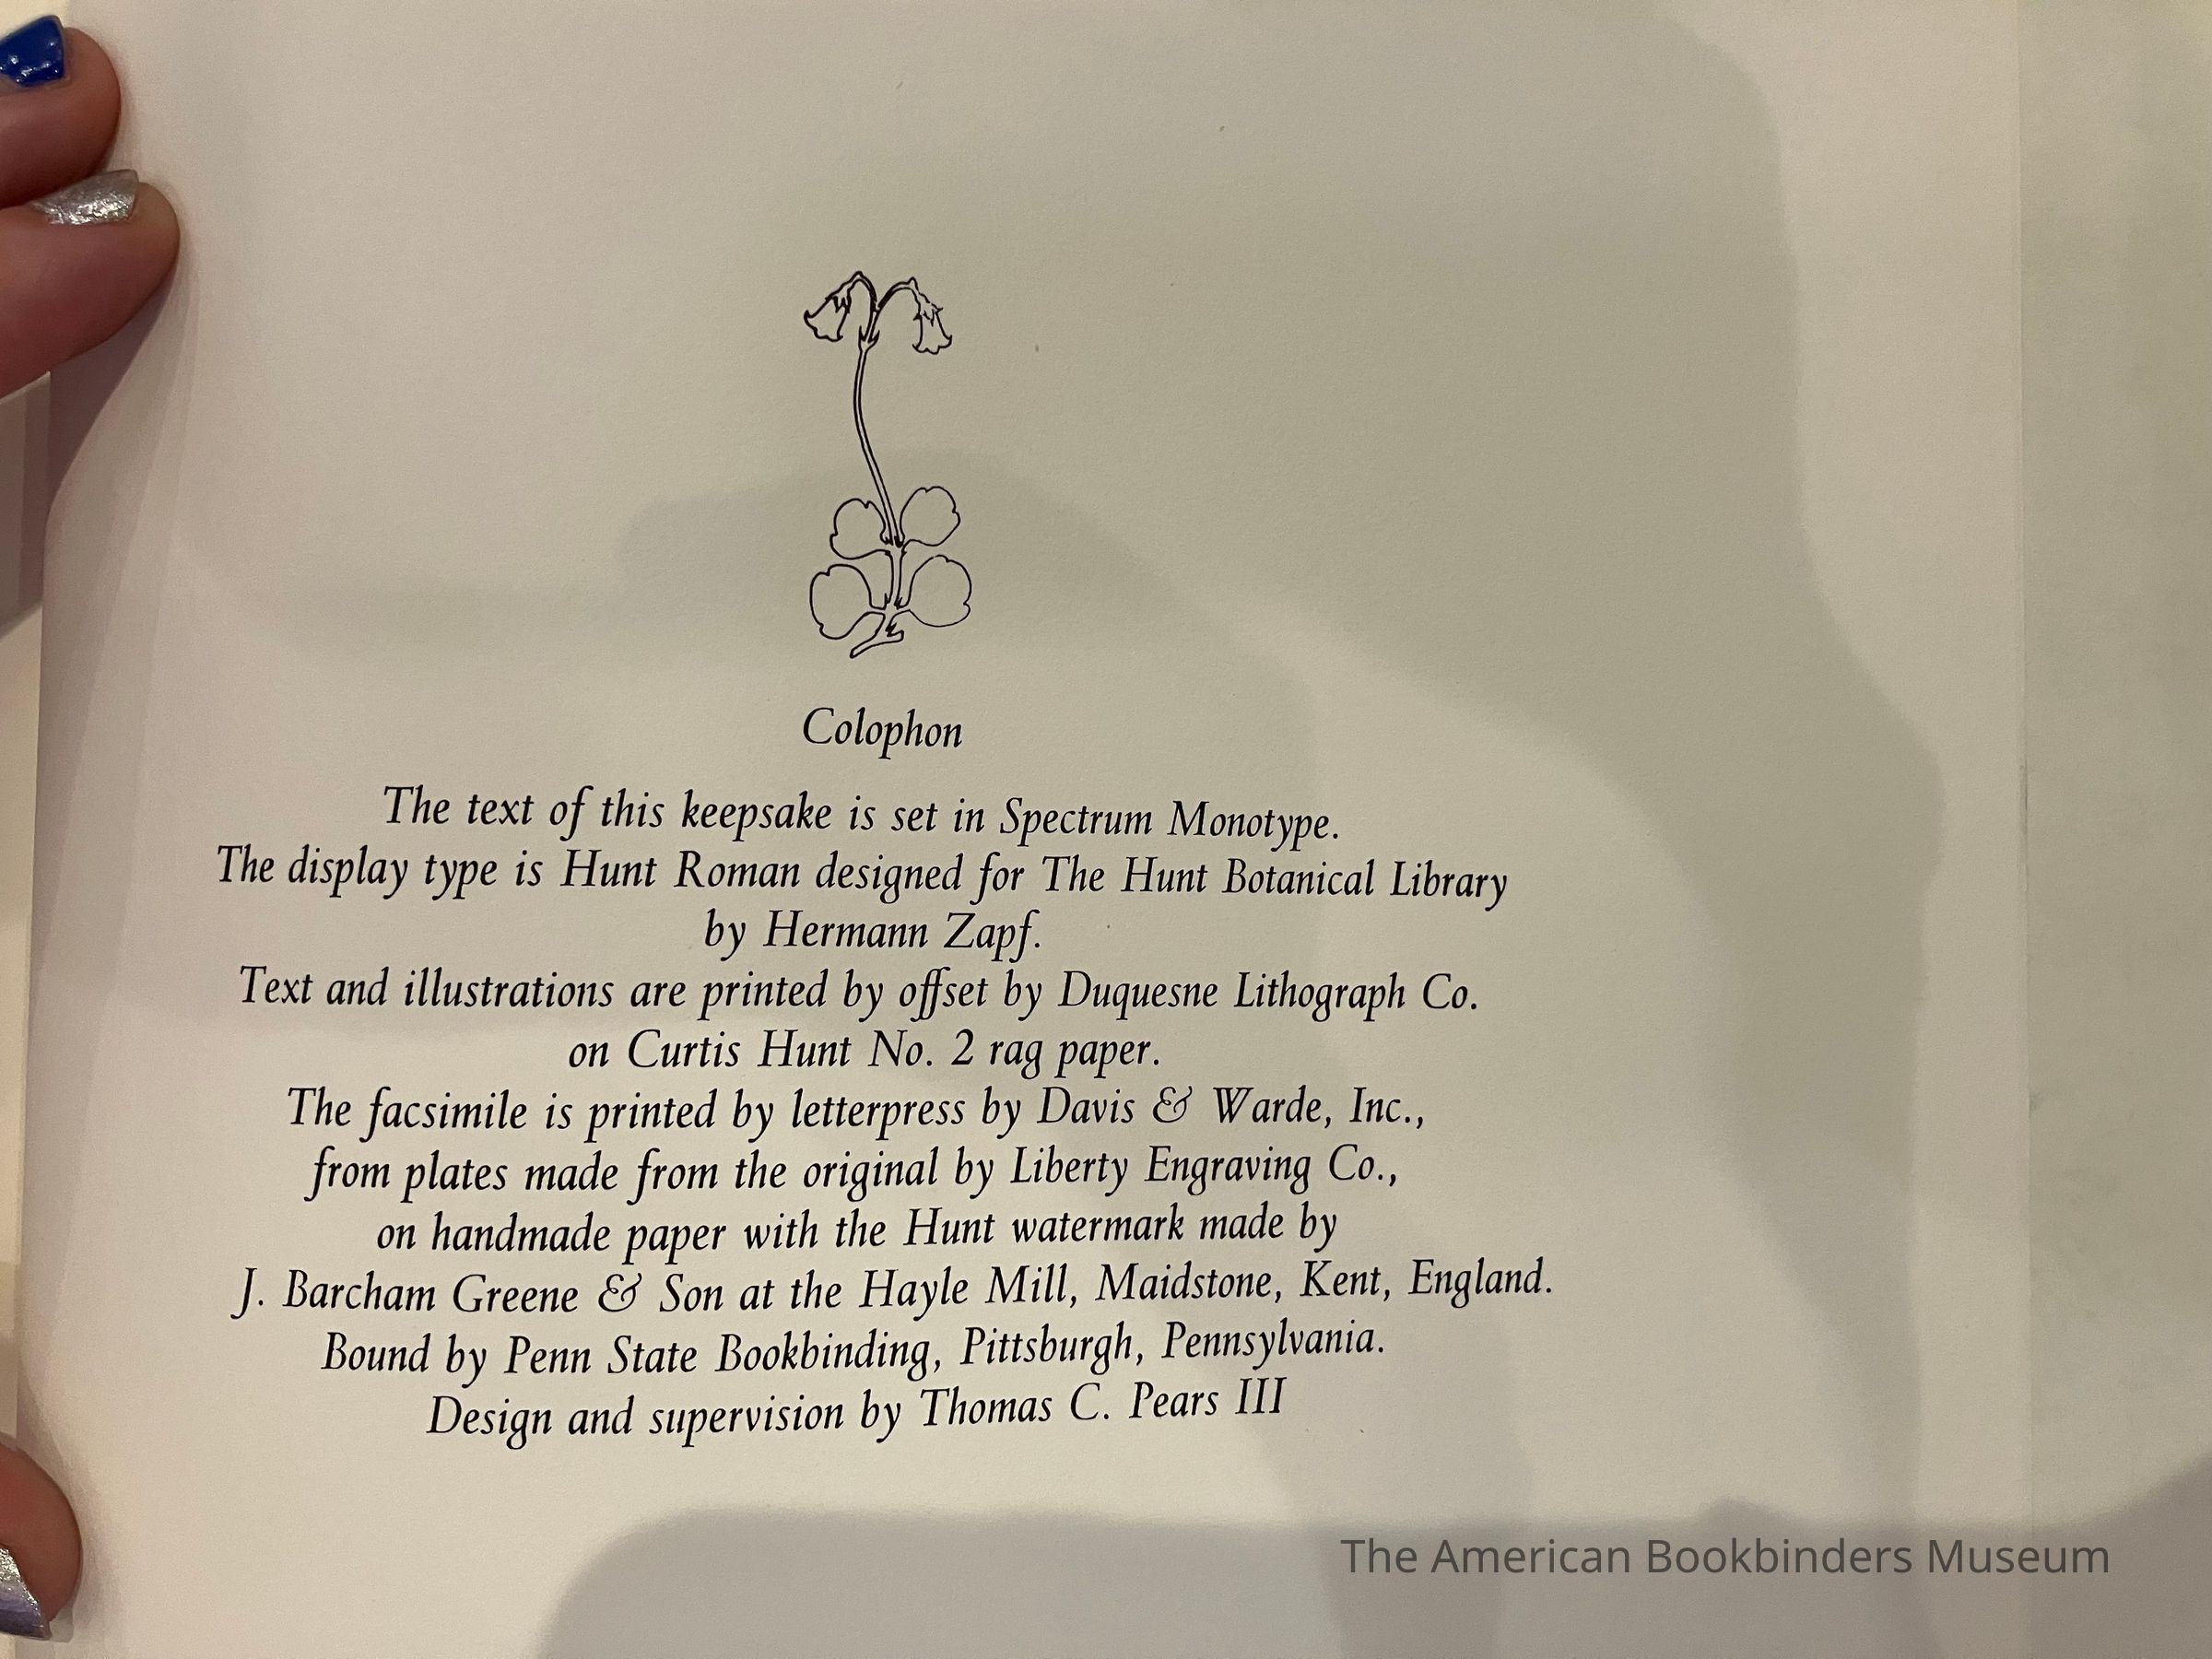 Colophon
The text of this keepsake is set in Spectrum Monotype.
The display type is Hunt Roman designed for The Hunt Botanical Library
by Hermann Zapf.
Text and illustrations are printed by offset by Duquesne Lithograph Co.
on Curtis Hunt No. 2 rag paper.
The facsimile is printed by letterpress by Davis & Warde, Inc.,
from plates made from the original by Liberty Engraving Co.,
on handmade paper with the Hunt watermark made by
J. Barcham Greene & Son at the Hayle Mill, Maidstone, Kent, England.
Bound by Penn State Bookbinding, Pittsburgh, Pennsylvania.
Design and supervision by Thomas C. Pears III
The American Bookbinders Museum